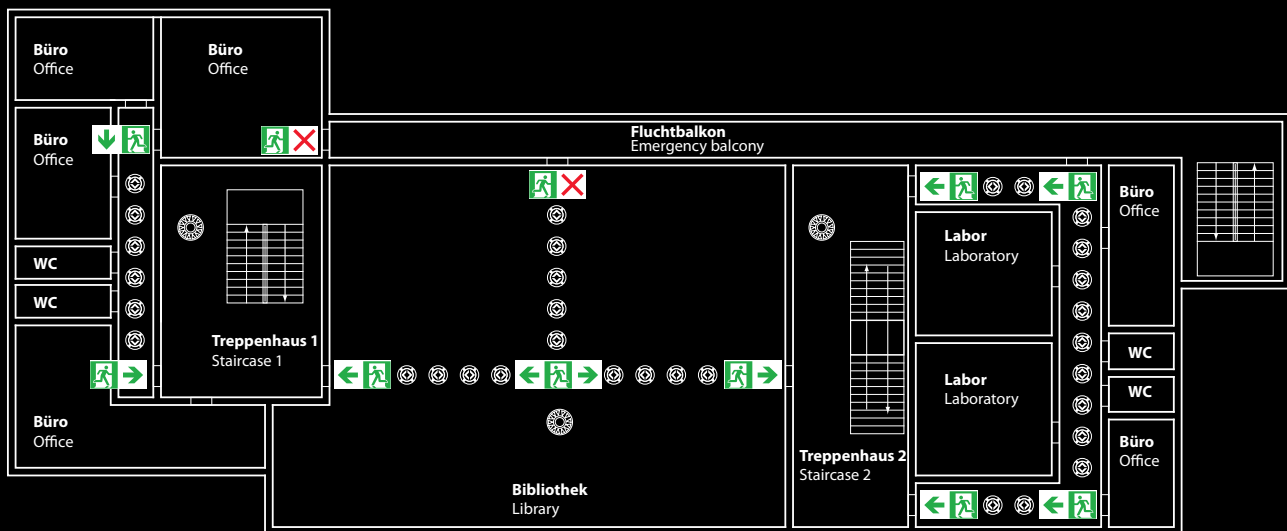 Büro
Office
Büro
Office
Büro
Office
Fluchtbalkon
Emergency balcony
WC
WC
Büro
Office
Treppenhaus 1
Staircase 1
Bibliothek
Library
Treppenhaus 2
Staircase 2
Labor
Laboratory
Labor
Laboratory
Büro
Office
WC
WC
Büro
Office